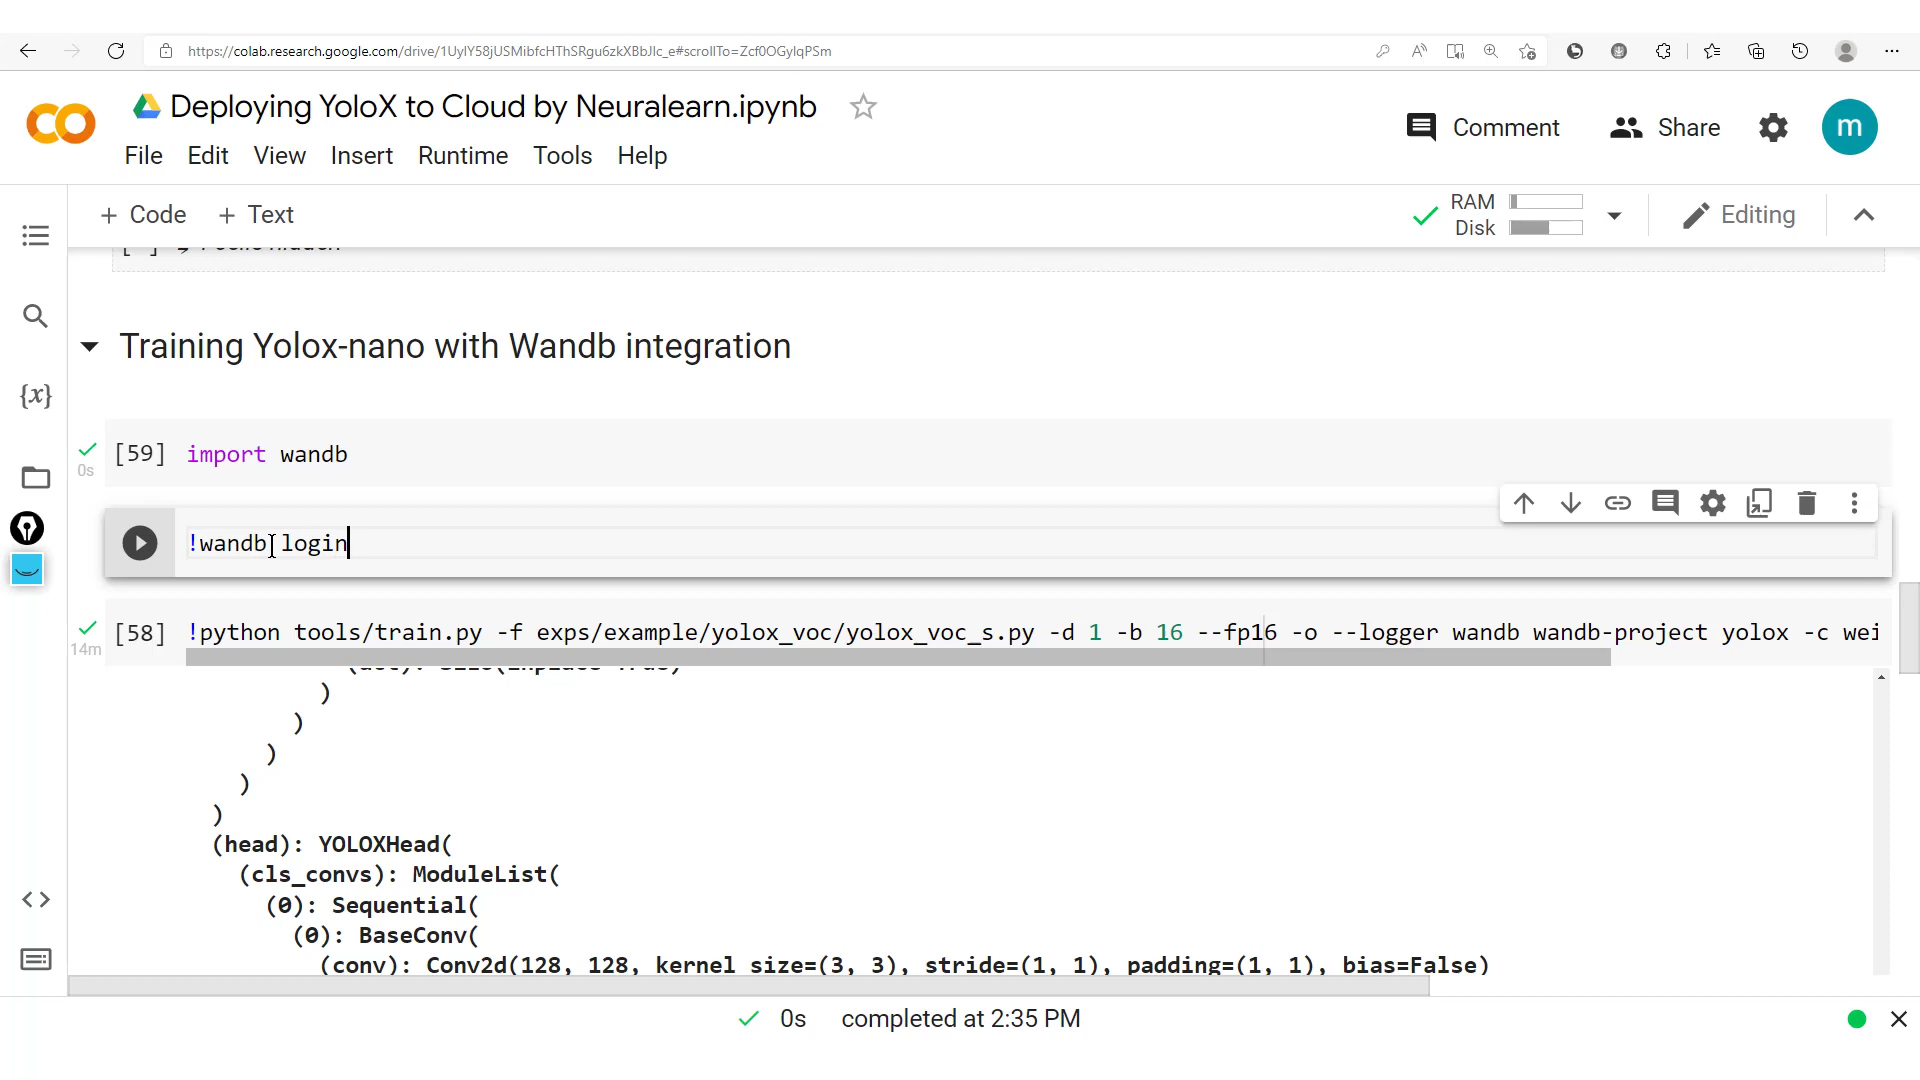 https://colab.research.google.com/drive/1UylY58jUSMibfcHThSRgu6zkXBbJlc_e#scrollTo=Zcf0OGylqPSm
Deploying YoloX to Cloud by Neuralearn.ipynb
Comment
Share
m
File Edit View Insert Runtime Tools Help
+ Code + Text
RAM
Disk
Editing
Training Yolox-nano with Wandb integration
[59] import wandb
0s
!wandb login
[58] !python tools/train.py -f exps/example/yolox_voc/yolox_voc_s.py -d 1 -b 16 --fp16 -o --logger wandb wandb-project yolox -c wei
14m
)
)
)
)
)
(head): YOLOXHead(
(cls_convs): ModuleList(
(0): Sequential(
(0): BaseConv(
(conv): Conv2d(128, 128, kernel_size=(3, 3), stride=(1, 1), padding=(1, 1), bias=False)
0s completed at 2:35 PM